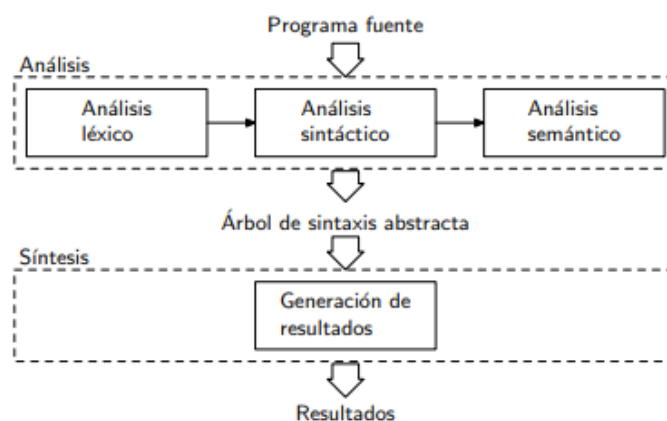 Programa fuente
Análisis
Análisis
léxico
Análisis
sintáctico
Análisis
semántico
Árbol de sintaxis abstracta
Síntesis
Generación de
resultados
Resultados